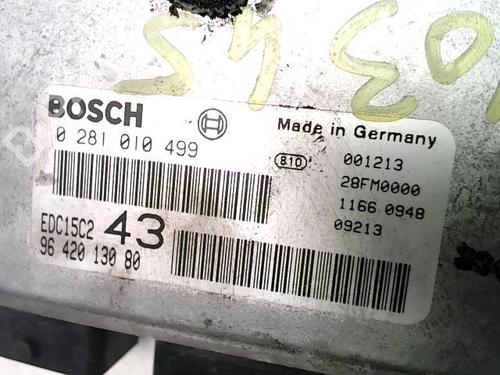 BOSCH
0 281 010 499
Made in Germany
810 001213
28FM0000
1166 0948
09213
EDC15C2 43
96 420 130 80